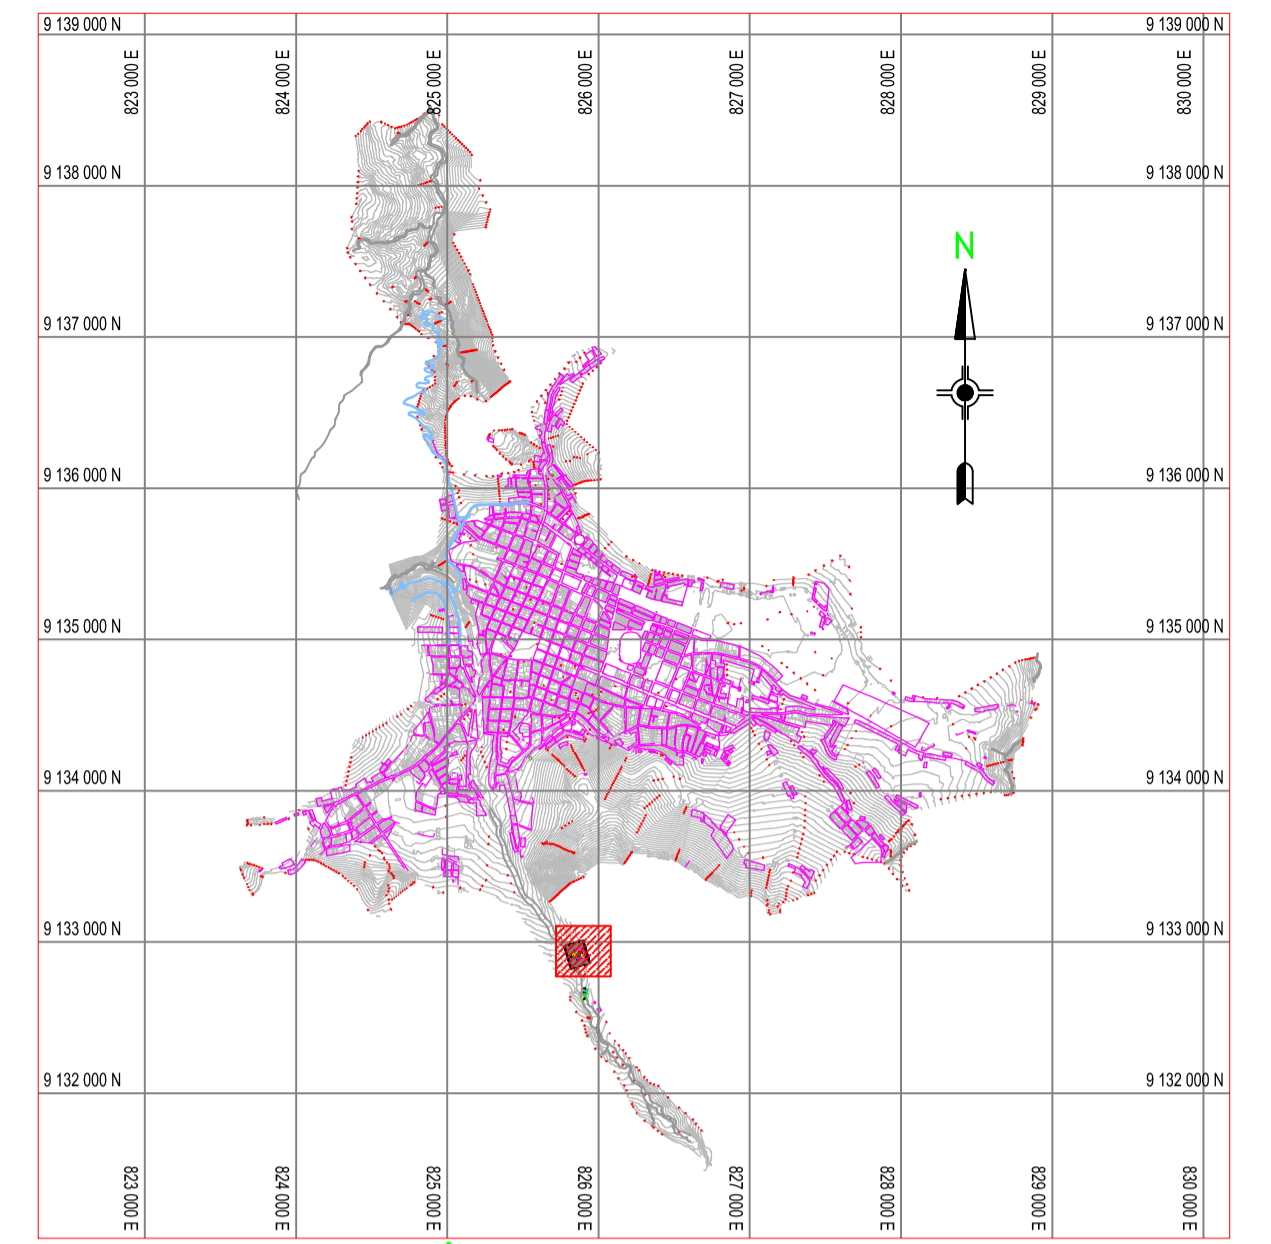 9 139 000 N
9 139 000 N
823 000 E
824 000 E
825 000 E
826 000 E
827 000 E
828 000 E
829 000 E
830 000 E
9 138 000 N
9 138 000 N
N
9 137 000 N
9 137 000 N
9 136 000 N
9 136 000 N
9 135 000 N
9 135 000 N
9 134 000 N
9 134 000 N
9 133 000 N
9 133 000 N
9 132 000 N
9 132 000 N
823 000 E
824 000 E
825 000 E
826 000 E
827 000 E
828 000 E
829 000 E
830 000 E